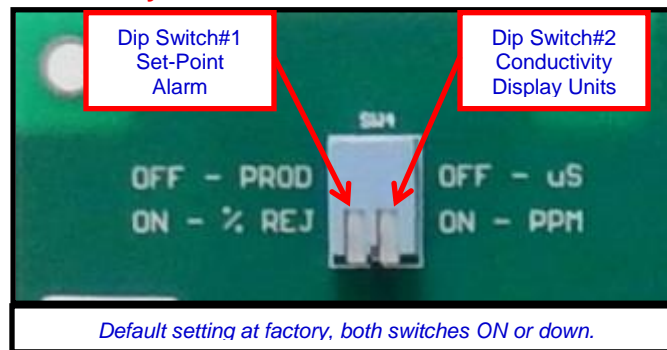 Dip Switch#1
Set-Point
Alarm
Dip Switch#2
Conductivity
Display Units
SW4
OFF - PROD
ON - % REJ
OFF - uS
ON - PPM
Default setting at factory, both switches ON or down.